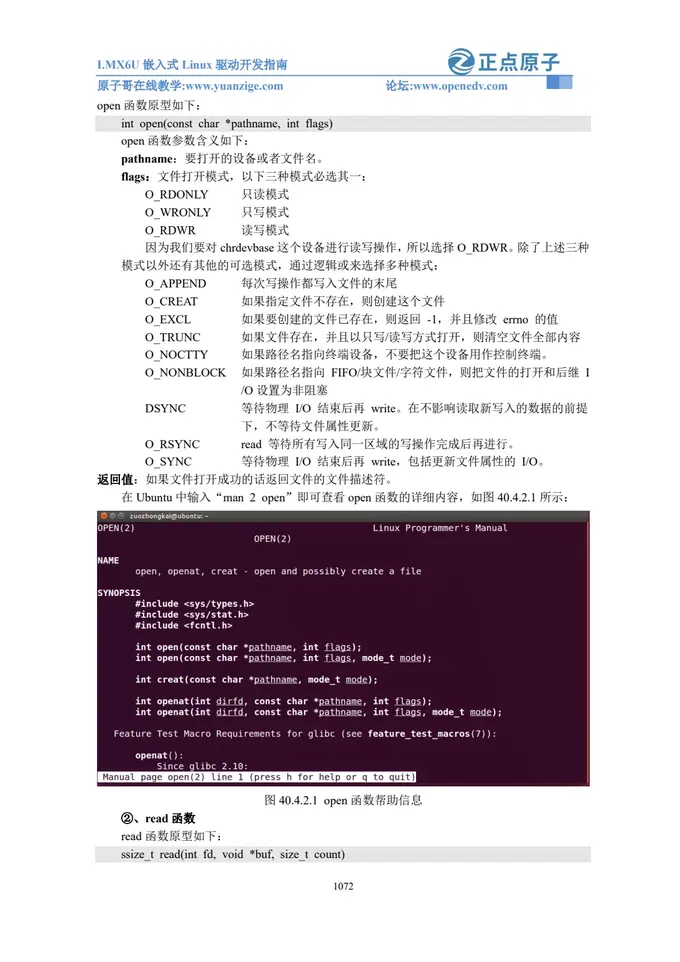 I.MX6U 嵌入式 Linux 驱动开发指南
正点原子
原子哥在线教学:www.yuanzige.com 论坛:www.openedv.com
open 函数原型如下：
int open(const char *pathname, int flags)
open 函数参数含义如下：
pathname：要打开的设备或者文件名。
flags：文件打开模式，以下三种模式必选其一：
O_RDONLY 只读模式
O_WRONLY 只写模式
O_RDWR 读写模式
因为我们要对 chrdevbase 这个设备进行读写操作，所以选择 O_RDWR。除了上述三种
模式以外还有其他的可选模式，通过逻辑或来选择多种模式：
O_APPEND 每次写操作都写入文件的末尾
O_CREAT 如果指定文件不存在，则创建这个文件
O_EXCL 如果要创建的文件已存在，则返回 -1，并且修改 errno 的值
O_TRUNC 如果文件存在，并且以只写/读写方式打开，则清空文件全部内容
O_NOCTTY 如果路径名指向终端设备，不要把这个设备用作控制终端。
O_NONBLOCK 如果路径名指向 FIFO/块文件/字符文件，则把文件的打开和后继 I
/O 设置为非阻塞
DSYNC 等待物理 I/O 结束后再 write。在不影响读取新写入的数据的前提
下，不等待文件属性更新。
O_RSYNC read 等待所有写入同一区域的写操作完成后再进行。
O_SYNC 等待物理 I/O 结束后再 write，包括更新文件属性的 I/O。
返回值：如果文件打开成功的话返回文件的文件描述符。
在 Ubuntu 中输入“man 2 open”即可查看 open 函数的详细内容，如图 40.4.2.1 所示：
zuozhongkai@ubuntu: ~
OPEN(2) Linux Programmer's Manual
OPEN(2)
NAME
open, openat, creat - open and possibly create a file
SYNOPSIS
#include <sys/types.h>
#include <sys/stat.h>
#include <fcntl.h>
int open(const char *pathname, int flags);
int open(const char *pathname, int flags, mode_t mode);
int creat(const char *pathname, mode_t mode);
int openat(int dirfd, const char *pathname, int flags);
int openat(int dirfd, const char *pathname, int flags, mode_t mode);
Feature Test Macro Requirements for glibc (see feature_test_macros(7)):
openat():
Since glibc 2.10:
Manual page open(2) line 1 (press h for help or q to quit)
图 40.4.2.1 open 函数帮助信息
②、read 函数
read 函数原型如下：
ssize_t read(int fd, void *buf, size_t count)
1072